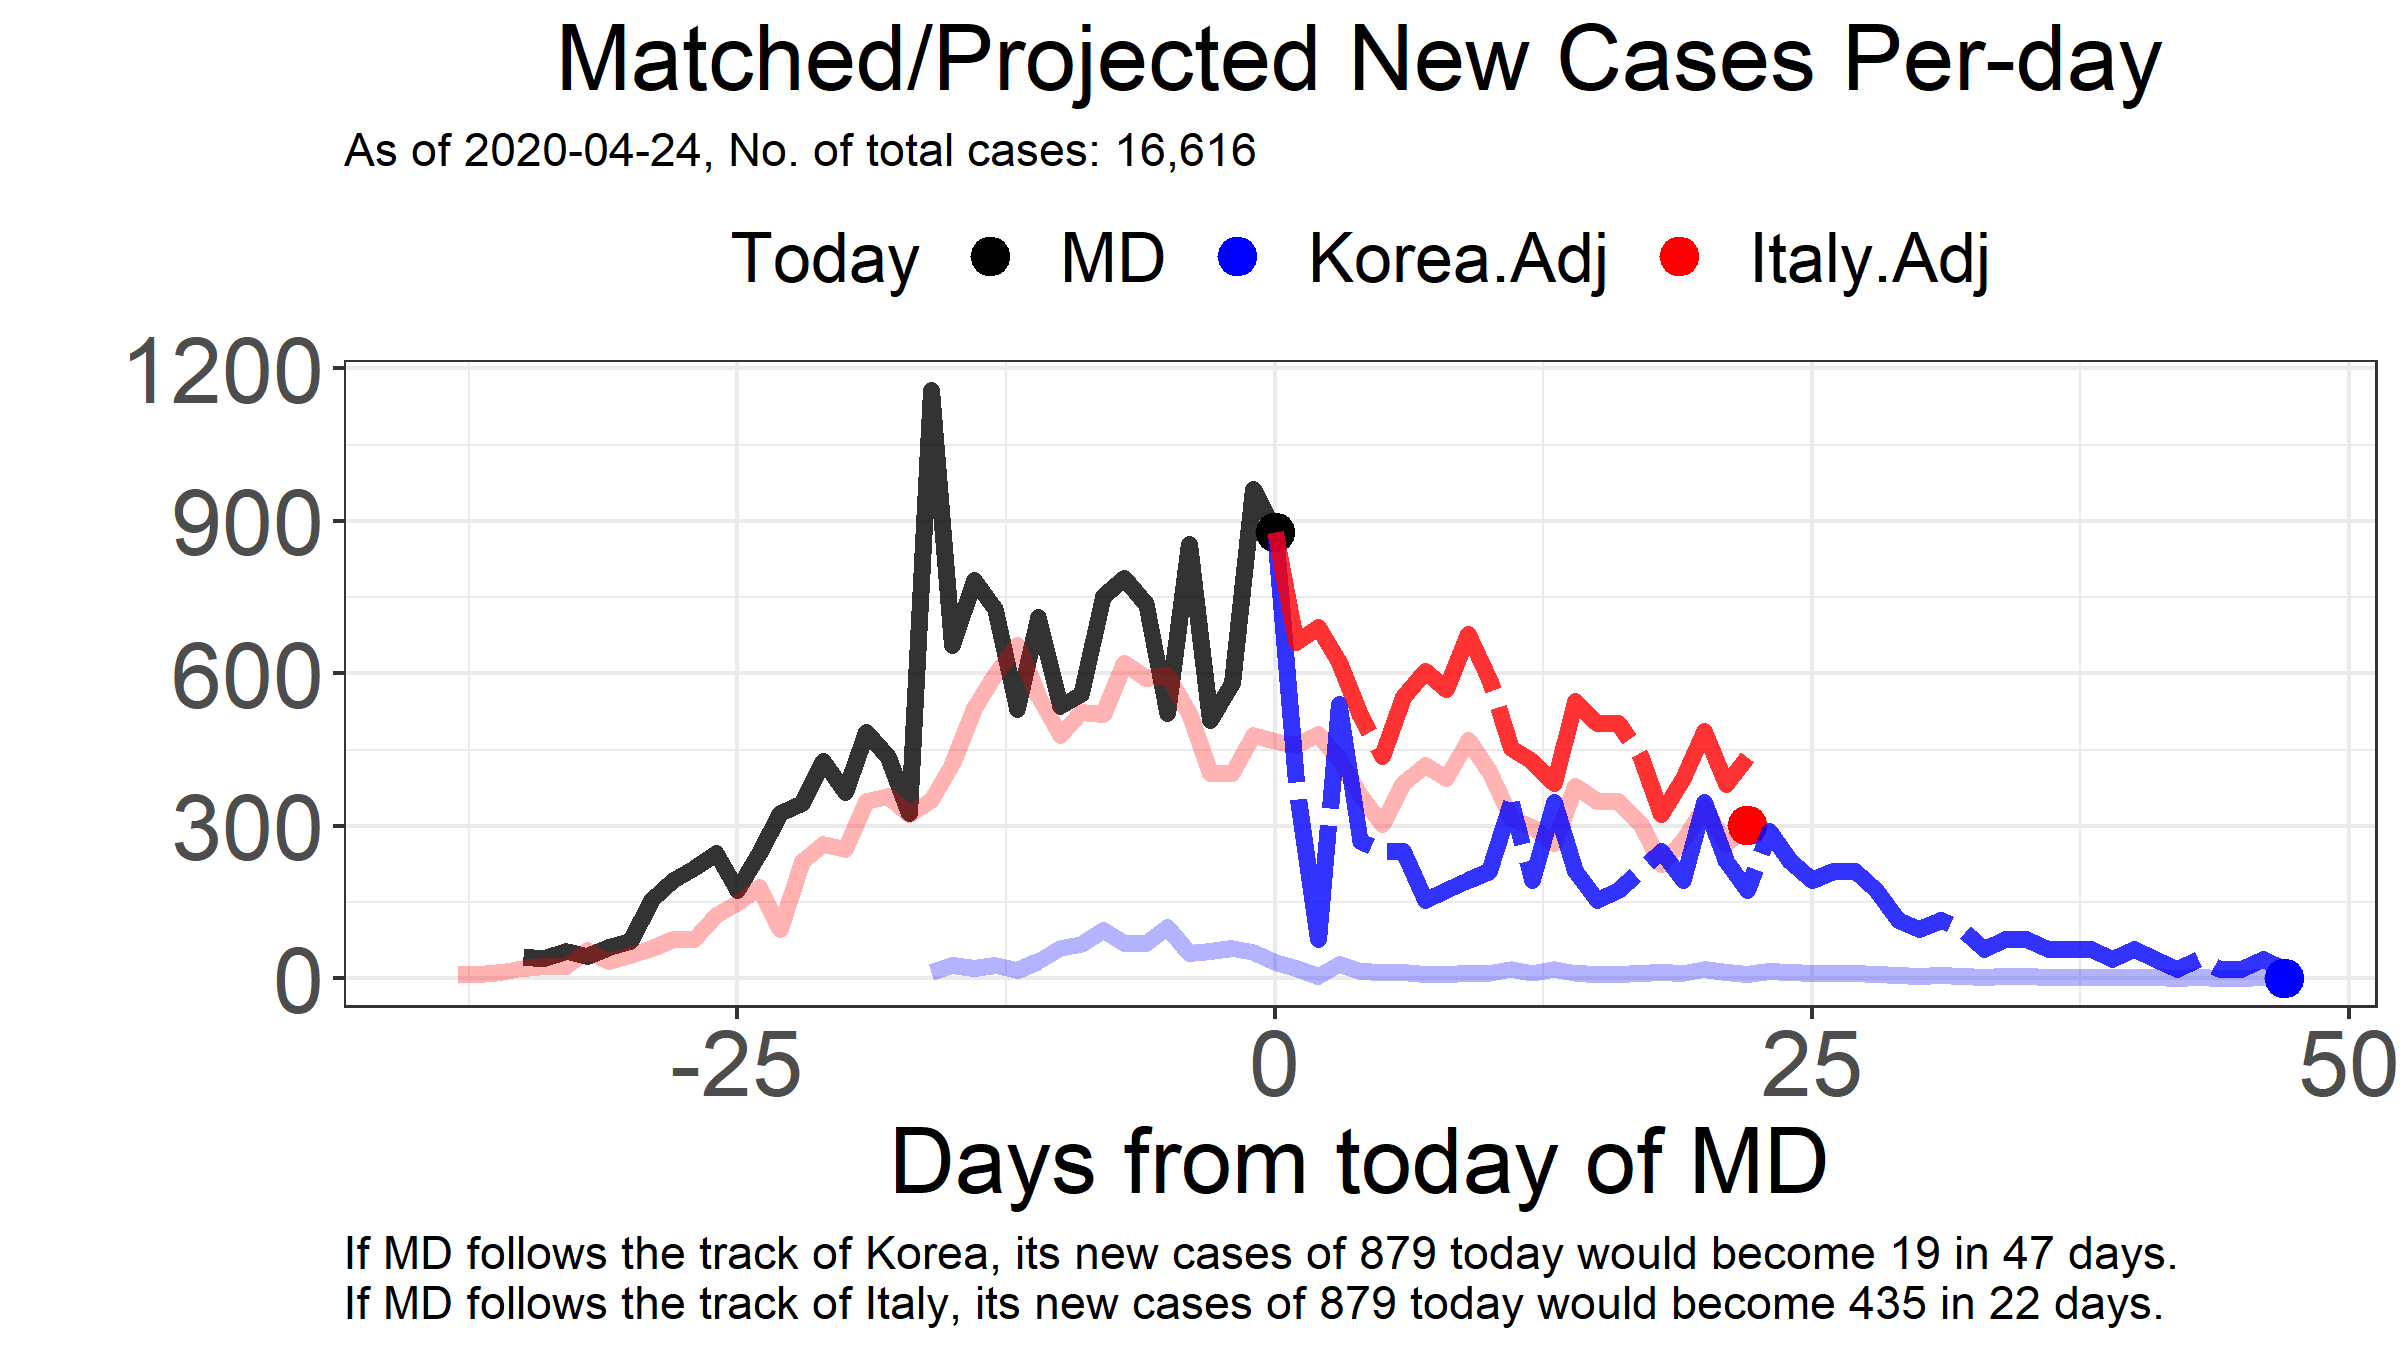 Matched/Projected New Cases Per-day
As of 2020-04-24, No. of total cases: 16,616
Today MD Korea.Adj Italy.Adj
1200
900
600
300
0
-25 0 25 50
Days from today of MD
If MD follows the track of Korea, its new cases of 879 today would become 19 in 47 days.
If MD follows the track of Italy, its new cases of 879 today would become 435 in 22 days.